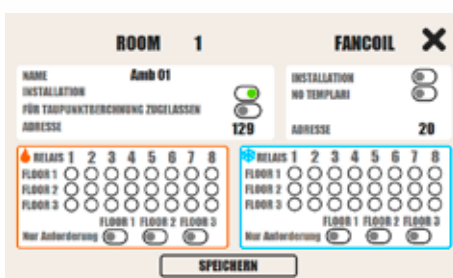 ROOM 1
NAME Amb 01
INSTALLATION
FÜR TAUPUNKTBERCHNUNG ZUGELASSEN
ADRESSE 129
FANCOIL
INSTALLATION
NO TEMPLARI
ADRESSE 20
RELAIS 1 2 3 4 5 6 7 8
FLOOR 1
FLOOR 2
FLOOR 3
FLOOR 1 FLOOR 2 FLOOR 3
Nur Anforderung
RELAIS 1 2 3 4 5 6 7 8
FLOOR 1
FLOOR 2
FLOOR 3
FLOOR 1 FLOOR 2 FLOOR 3
Nur Anforderung
SPEICHERN